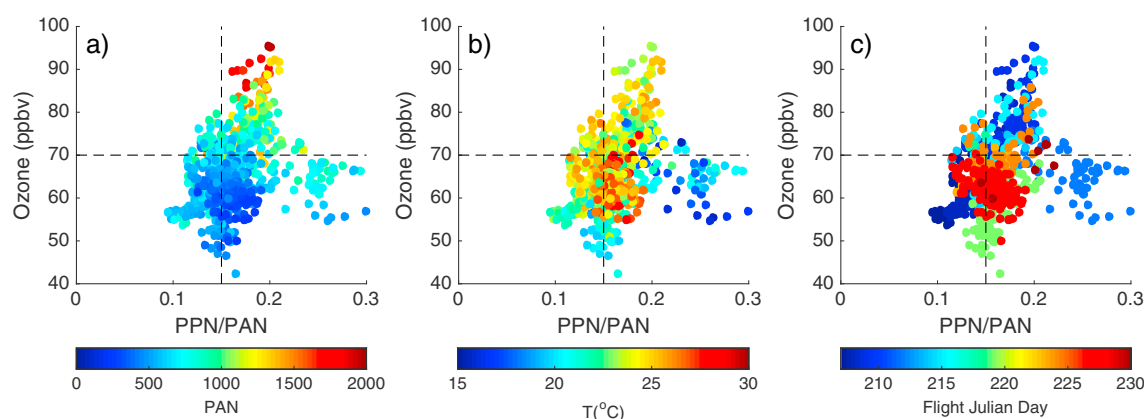 a) b) c)
100 100 100
90 90 90
80 80 80
70 70 70
60 60 60
50 50 50
40 40 40
Ozone (ppbv) Ozone (ppbv) Ozone (ppbv)
0 0.1 0.2 0.3 0 0.1 0.2 0.3 0 0.1 0.2 0.3
PPN/PAN PPN/PAN PPN/PAN
0 500 1000 1500 2000 15 20 25 30 210 215 220 225 230
PAN T(°C) Flight Julian Day